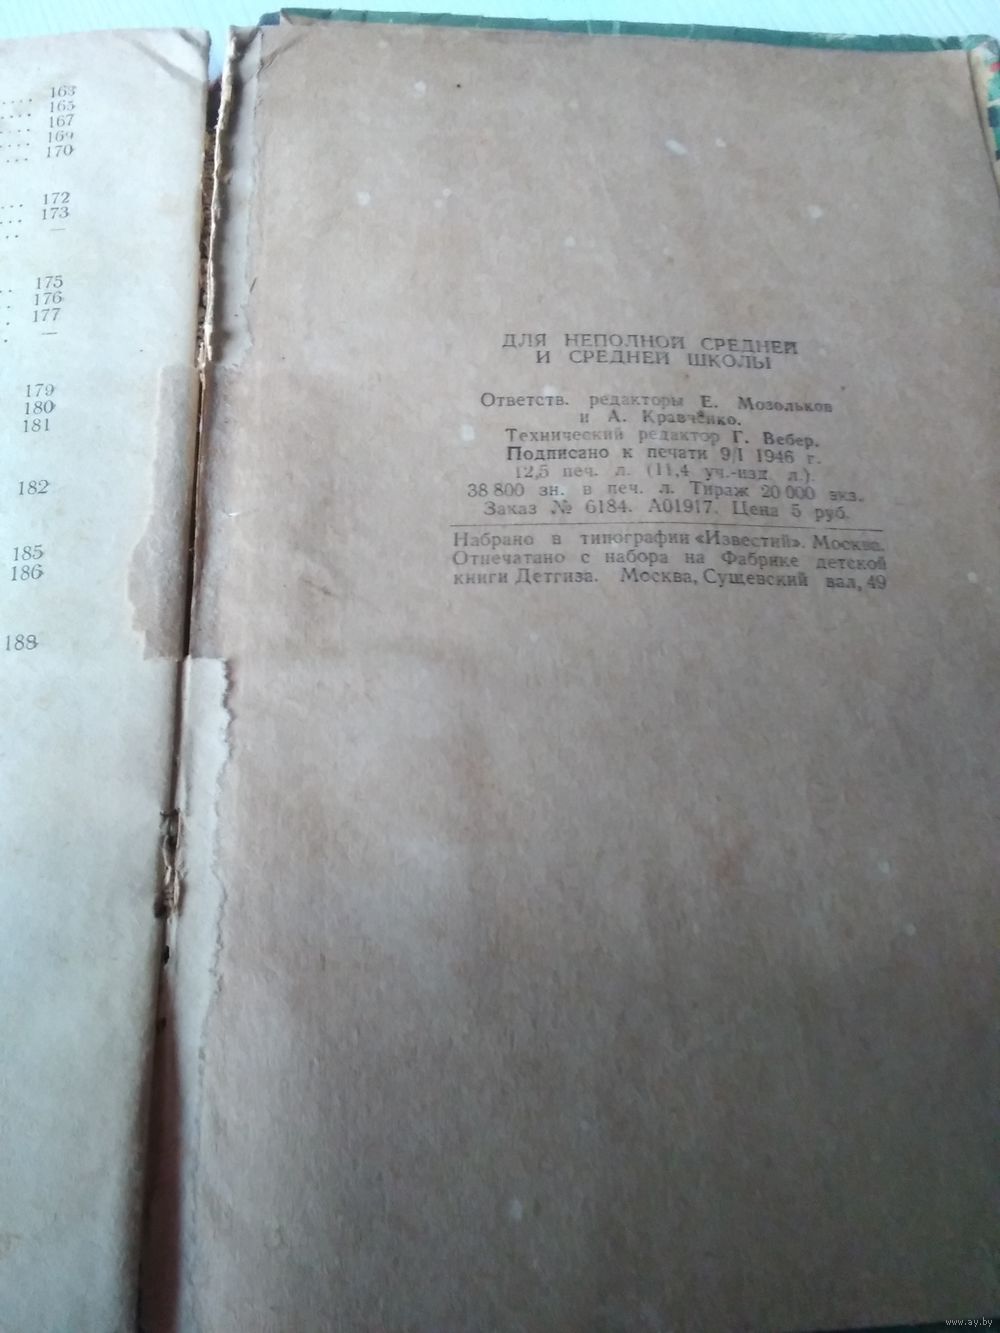 .... 163
.... 165
.... 167
.... 169
.... 170
... 172
... 173
.. —
.. 175
. 176
. 177
. —
179
180
181
182
185
186
188
ДЛЯ НЕПОЛНОЙ СРЕДНЕЙ
И СРЕДНЕЙ ШКОЛЫ
Ответств. редакторы Е. Мозольков
и А. Кравченко.
Технический редактор Г. Вебер.
Подписано к печати 9/I 1946 г.
12,5 печ. л. (11,4 уч.-изд. л.).
38 800 зн. в печ. л. Тираж 20 000 экз.
Заказ № 6184. А01917. Цена 5 руб.
Набрано в типографии «Известий». Москва.
Отпечатано с набора на Фабрике детской
книги Детгиза. Москва, Сущевский вал, 49
www.ay.by